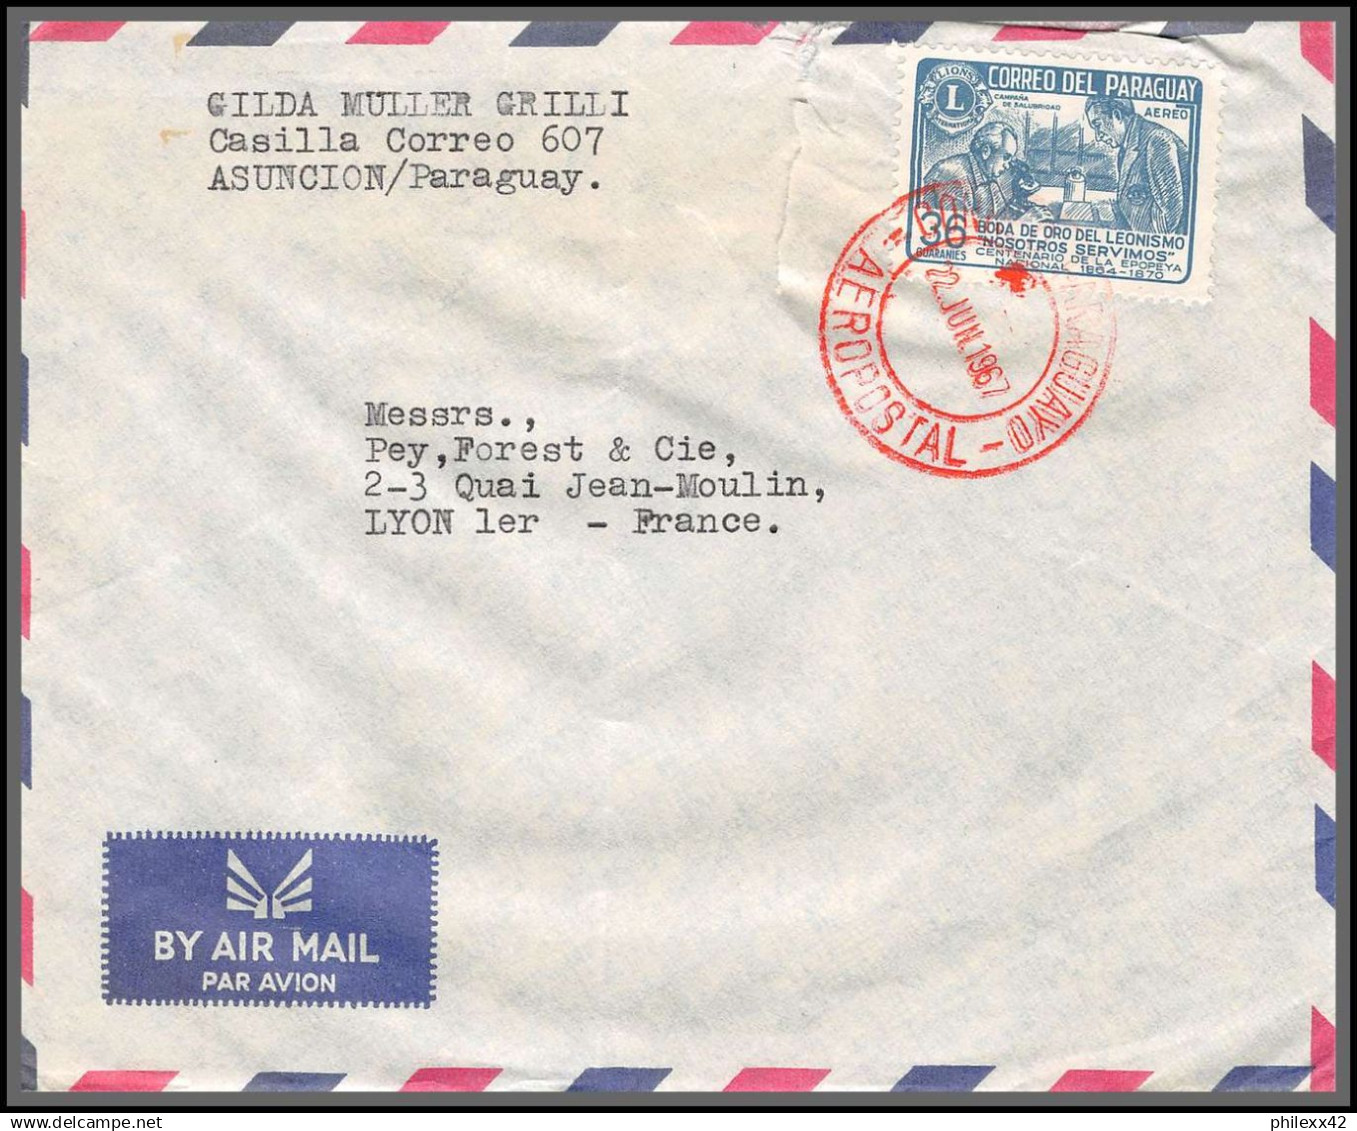 GILDA MULLER GRILLI
Casilla Correo 607
ASUNCION/Paraguay.
LIONS
L
INTERNATIONAL
CORREO DEL PARAGUAY
CAMPAÑA
DE SALUBRIDAD
AEREO
36
GUARANIES
BODA DE ORO DEL LEONISMO
"NOSOTROS SERVIMOS"
CENTENARIO DE LA EPOPEYA
NACIONAL 1864-1870
PARAGUAYO
22.JUN.1967
AEROPOSTAL
Messrs.,
Pey,Forest & Cie,
2-3 Quai Jean-Moulin,
LYON 1er - France.
BY AIR MAIL
PAR AVION
philexx42